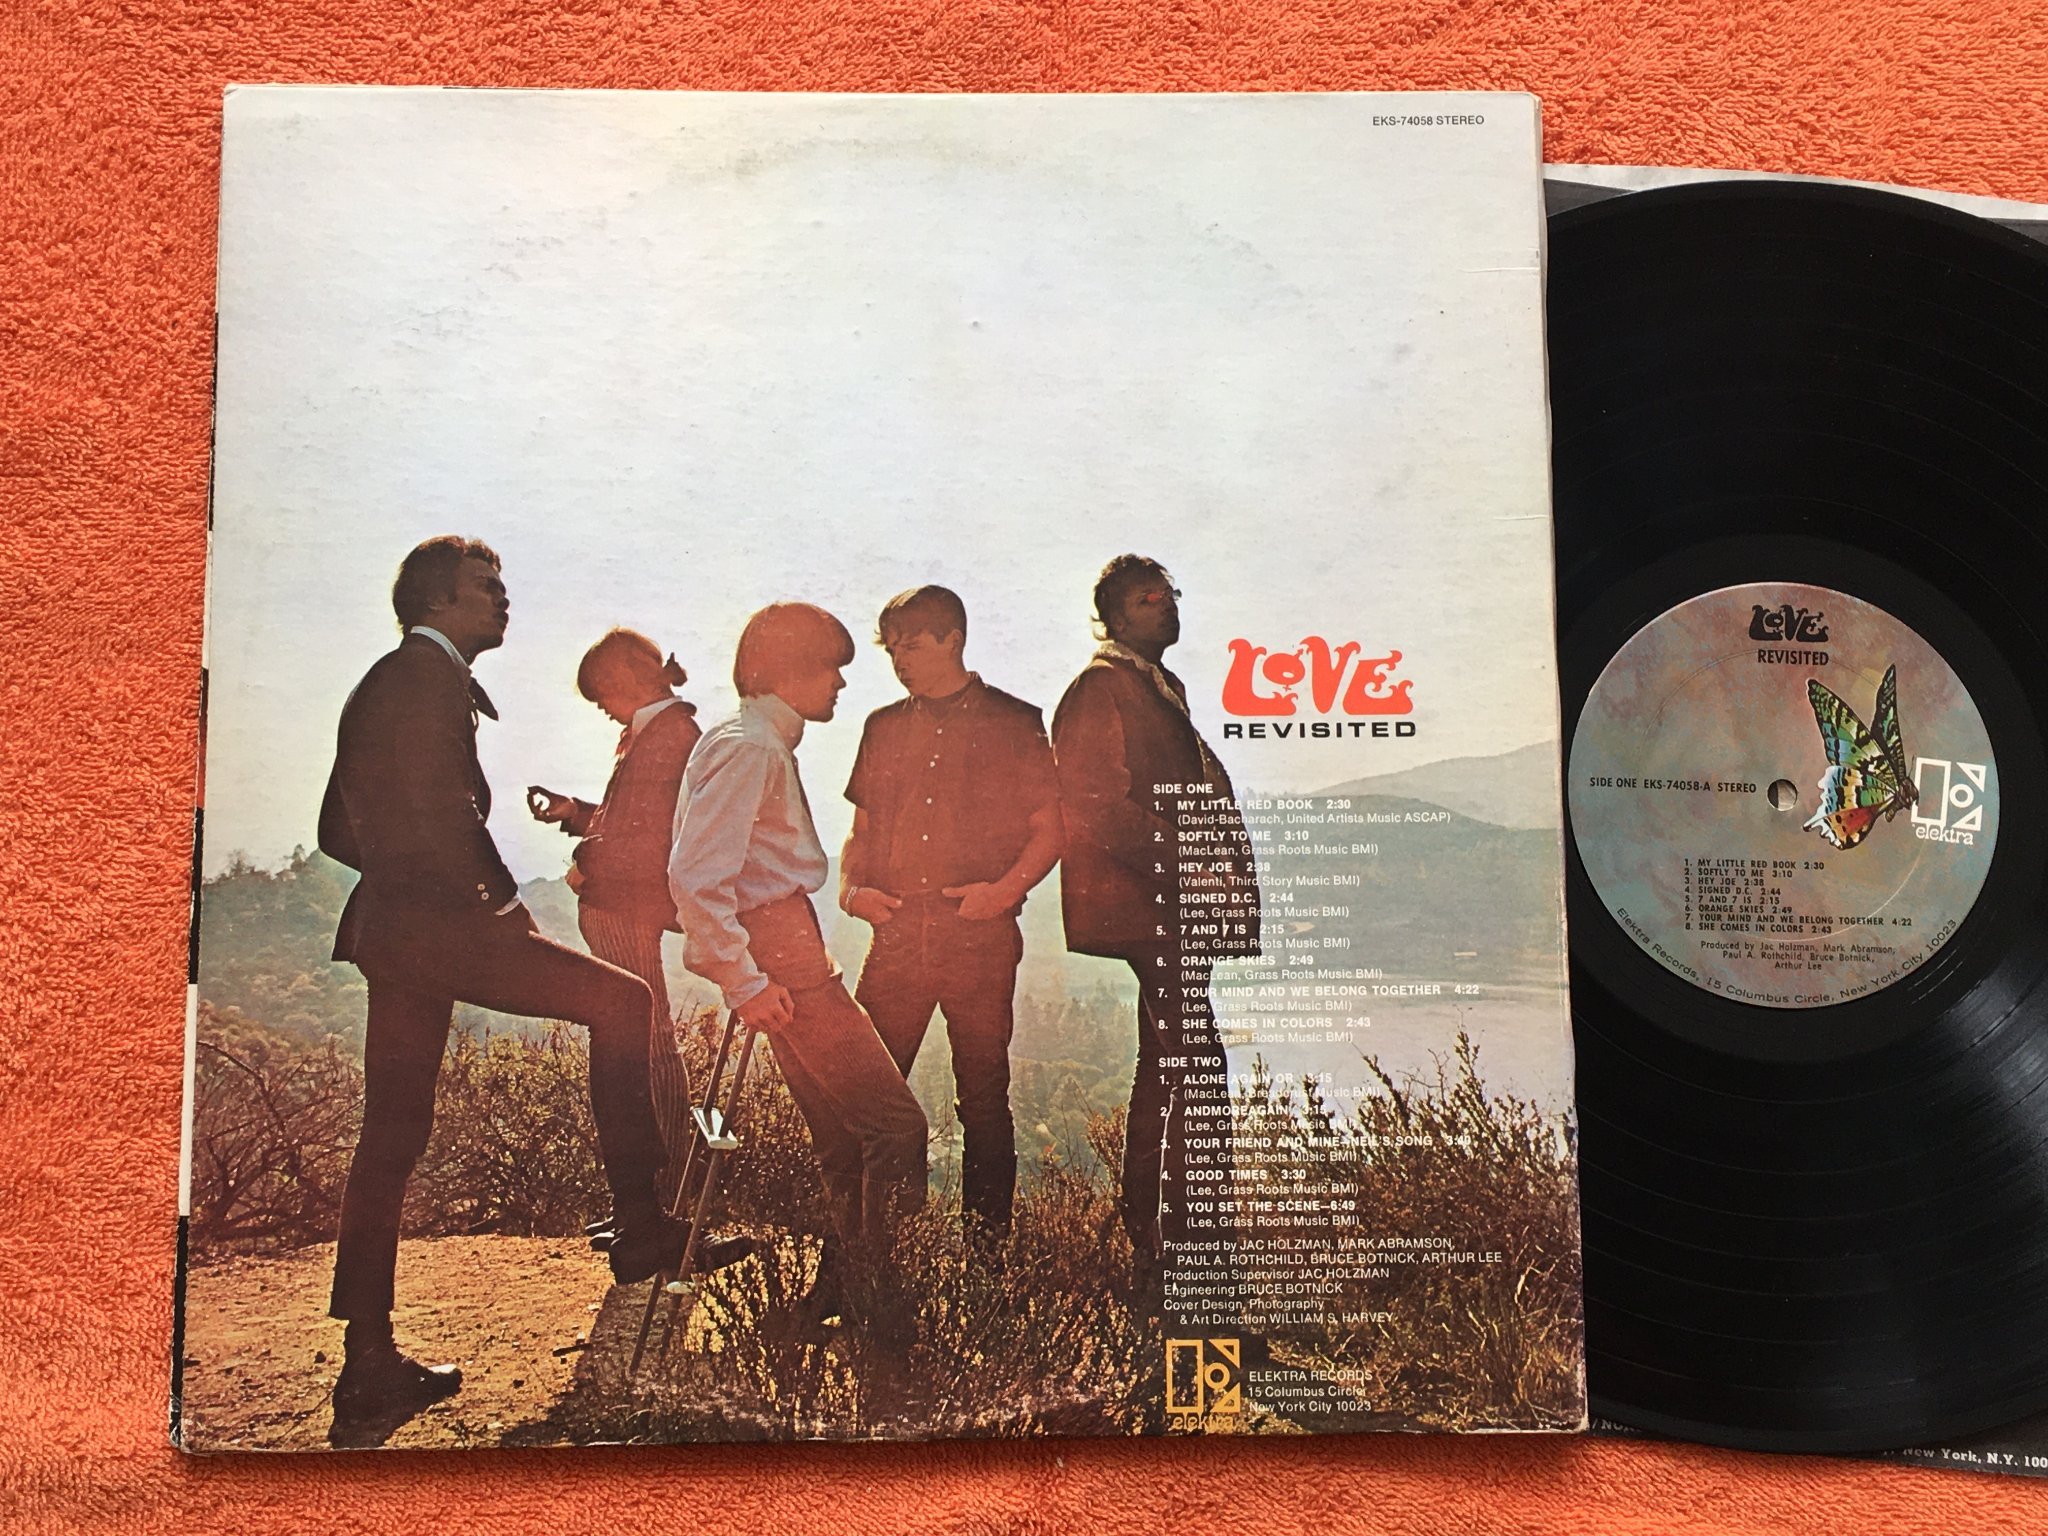 EKS-74058 STEREO
LOVE
REVISITED
SIDE ONE
1. MY LITTLE RED BOOK 2:30
(David-Bacharach, United Artists Music ASCAP)
2. SOFTLY TO ME 3:10
(MacLean, Grass Roots Music BMI)
3. HEY JOE 2:38
(Valenti, Third Story Music BMI)
4. SIGNED D.C. 2:44
(Lee, Grass Roots Music BMI)
5. 7 AND 7 IS 2:15
(Lee, Grass Roots Music BMI)
6. ORANGE SKIES 2:49
(MacLean, Grass Roots Music BMI)
7. YOUR MIND AND WE BELONG TOGETHER 4:22
(Lee, Grass Roots Music BMI)
8. SHE COMES IN COLORS 2:43
(Lee, Grass Roots Music BMI)
SIDE TWO
1. ALONE AGAIN OR 3:15
(MacLean, Breadcrust Music BMI)
2. ANDMOREAGAIN 3:15
(Lee, Grass Roots Music BMI)
3. YOUR FRIEND AND MINE—NEIL'S SONG 3:40
(Lee, Grass Roots Music BMI)
4. GOOD TIMES 3:30
(Lee, Grass Roots Music BMI)
5. YOU SET THE SCENE—6:49
(Lee, Grass Roots Music BMI)
Produced by JAC HOLZMAN, MARK ABRAMSON,
PAUL A. ROTHCHILD, BRUCE BOTNICK, ARTHUR LEE
Production Supervisor JAC HOLZMAN
Engineering BRUCE BOTNICK
Cover Design, Photography
& Art Direction WILLIAM S. HARVEY
elektra
ELEKTRA RECORDS
15 Columbus Circle
New York City 10023
LOVE
REVISITED
SIDE ONE EKS-74058-A STEREO
elektra
1. MY LITTLE RED BOOK 2:30
2. SOFTLY TO ME 3:10
3. HEY JOE 2:38
4. SIGNED D.C. 2:44
5. 7 AND 7 IS 2:15
6. ORANGE SKIES 2:49
7. YOUR MIND AND WE BELONG TOGETHER 4:22
8. SHE COMES IN COLORS 2:43
Produced by Jac Holzman, Mark Abramson,
Paul A. Rothchild, Bruce Botnick,
Arthur Lee
Elektra Records, 15 Columbus Circle, New York City 10023
New York, N.Y. 100